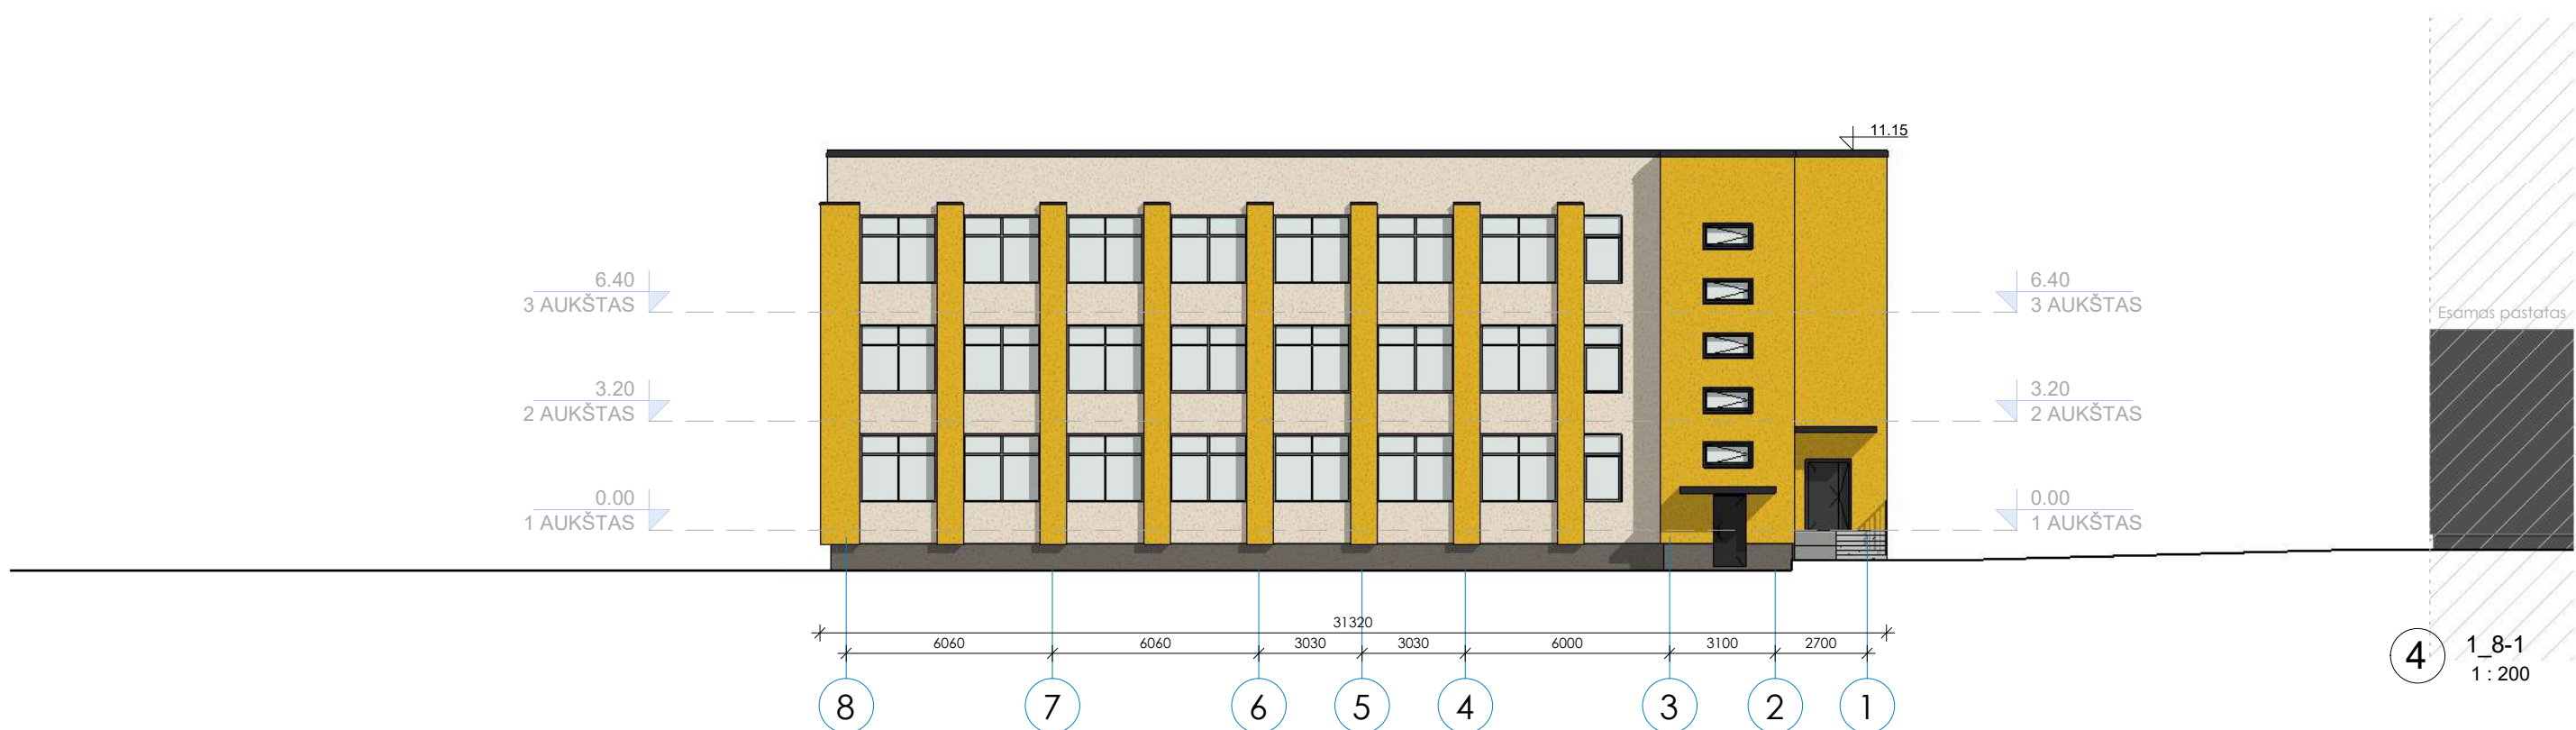 11.15
6.40
3 AUKŠTAS
6.40
3 AUKŠTAS
Esamas pastatas
3.20
2 AUKŠTAS
3.20
2 AUKŠTAS
0.00
1 AUKŠTAS
0.00
1 AUKŠTAS
31320
6060 6060 3030 3030 6000 3100 2700
8 7 6 5 4 3 2 1
4 1_8-1
1 : 200